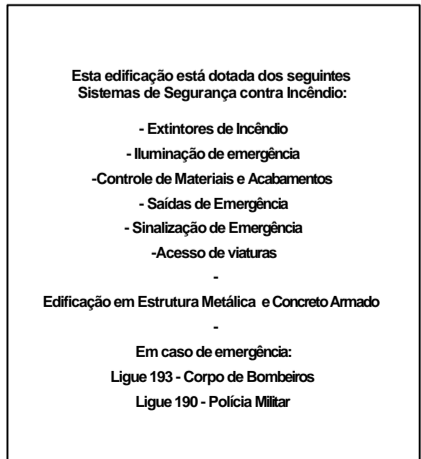 Esta edificação está dotada dos seguintes
Sistemas de Segurança contra Incêndio:
- Extintores de Incêndio
- Iluminação de emergência
-Controle de Materiais e Acabamentos
- Saídas de Emergência
- Sinalização de Emergência
-Acesso de viaturas
-
Edificação em Estrutura Metálica e Concreto Armado
-
Em caso de emergência:
Ligue 193 - Corpo de Bombeiros
Ligue 190 - Polícia Militar